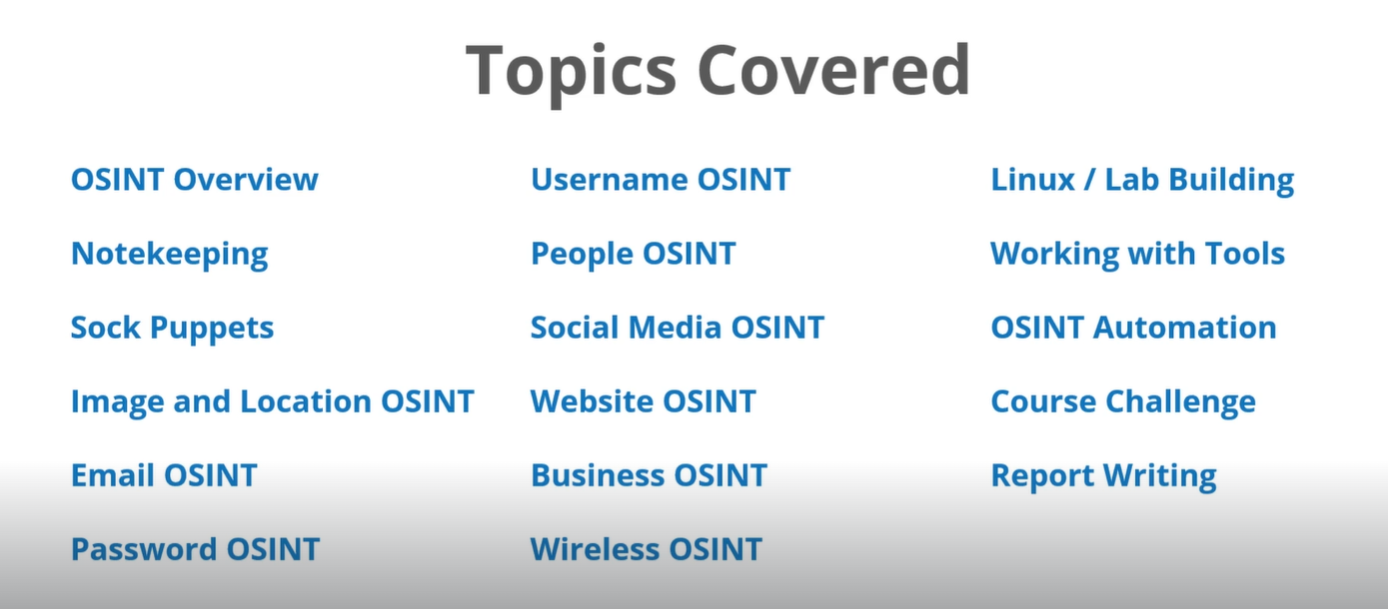 Topics Covered
OSINT Overview
Notekeeping
Sock Puppets
Image and Location OSINT
Email OSINT
Password OSINT
Username OSINT
People OSINT
Social Media OSINT
Website OSINT
Business OSINT
Wireless OSINT
Linux / Lab Building
Working with Tools
OSINT Automation
Course Challenge
Report Writing